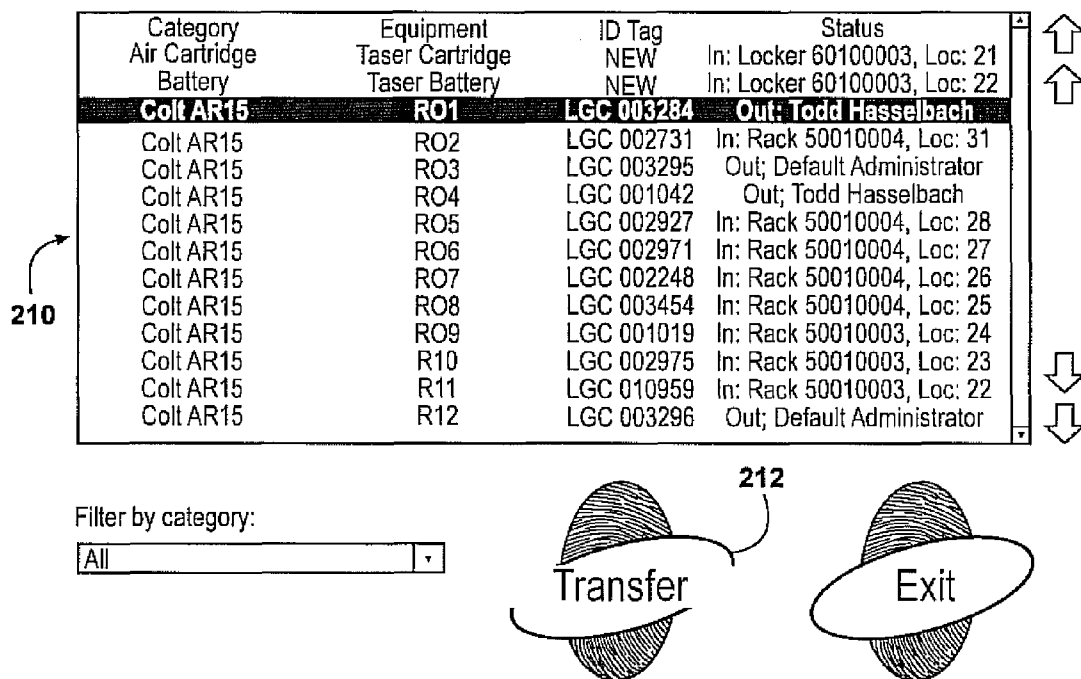 Category Equipment ID Tag Status
Air Cartridge Taser Cartridge NEW In: Locker 60100003, Loc: 21
Battery Taser Battery NEW In: Locker 60100003, Loc: 22
Colt AR15 RO1 LGC 003284 Out; Todd Hasselbach
Colt AR15 RO2 LGC 002731 In: Rack 50010004, Loc: 31
Colt AR15 RO3 LGC 003295 Out; Default Administrator
Colt AR15 RO4 LGC 001042 Out; Todd Hasselbach
Colt AR15 RO5 LGC 002927 In: Rack 50010004, Loc: 28
Colt AR15 RO6 LGC 002971 In: Rack 50010004, Loc: 27
Colt AR15 RO7 LGC 002248 In: Rack 50010004, Loc: 26
Colt AR15 RO8 LGC 003454 In: Rack 50010004, Loc: 25
Colt AR15 RO9 LGC 001019 In: Rack 50010003, Loc: 24
Colt AR15 R10 LGC 002975 In: Rack 50010003, Loc: 23
Colt AR15 R11 LGC 010959 In: Rack 50010003, Loc: 22
Colt AR15 R12 LGC 003296 Out; Default Administrator
210
212
Filter by category:
All
Transfer
Exit